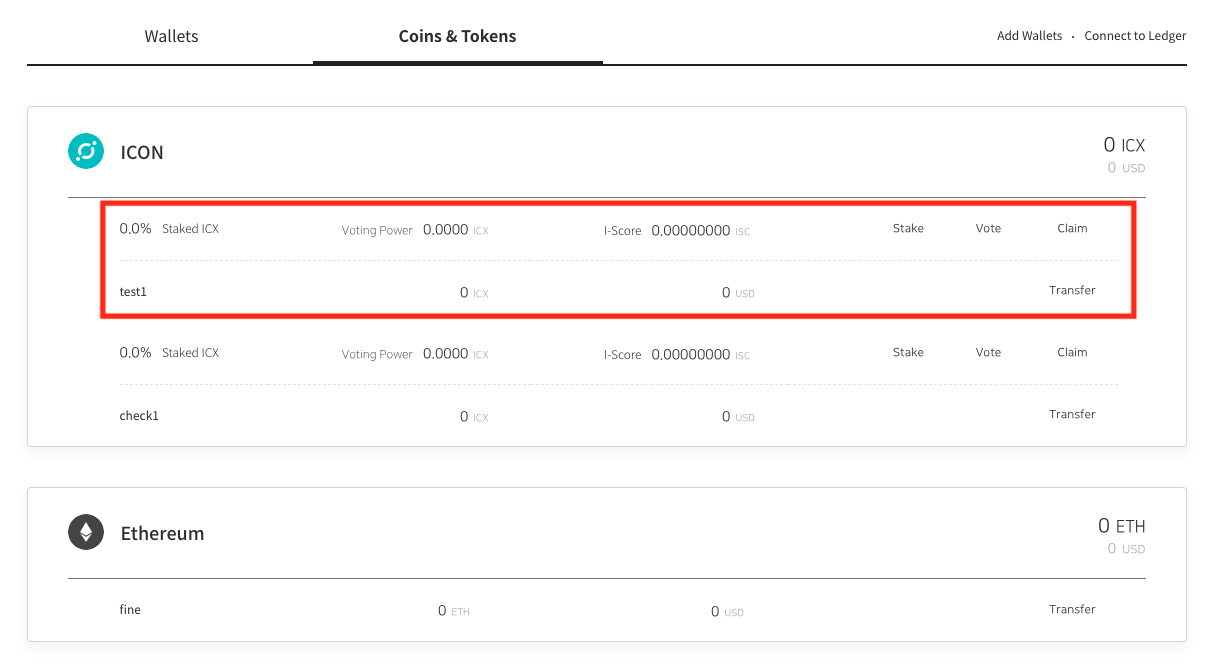 Wallets Coins & Tokens Add Wallets · Connect to Ledger
ICON 0 ICX
0 USD
0.0% Staked ICX Voting Power 0.0000 ICX I-Score 0.00000000 ISC Stake Vote Claim
test1 0 ICX 0 USD Transfer
0.0% Staked ICX Voting Power 0.0000 ICX I-Score 0.00000000 ISC Stake Vote Claim
check1 0 ICX 0 USD Transfer
Ethereum 0 ETH
0 USD
fine 0 ETH 0 USD Transfer